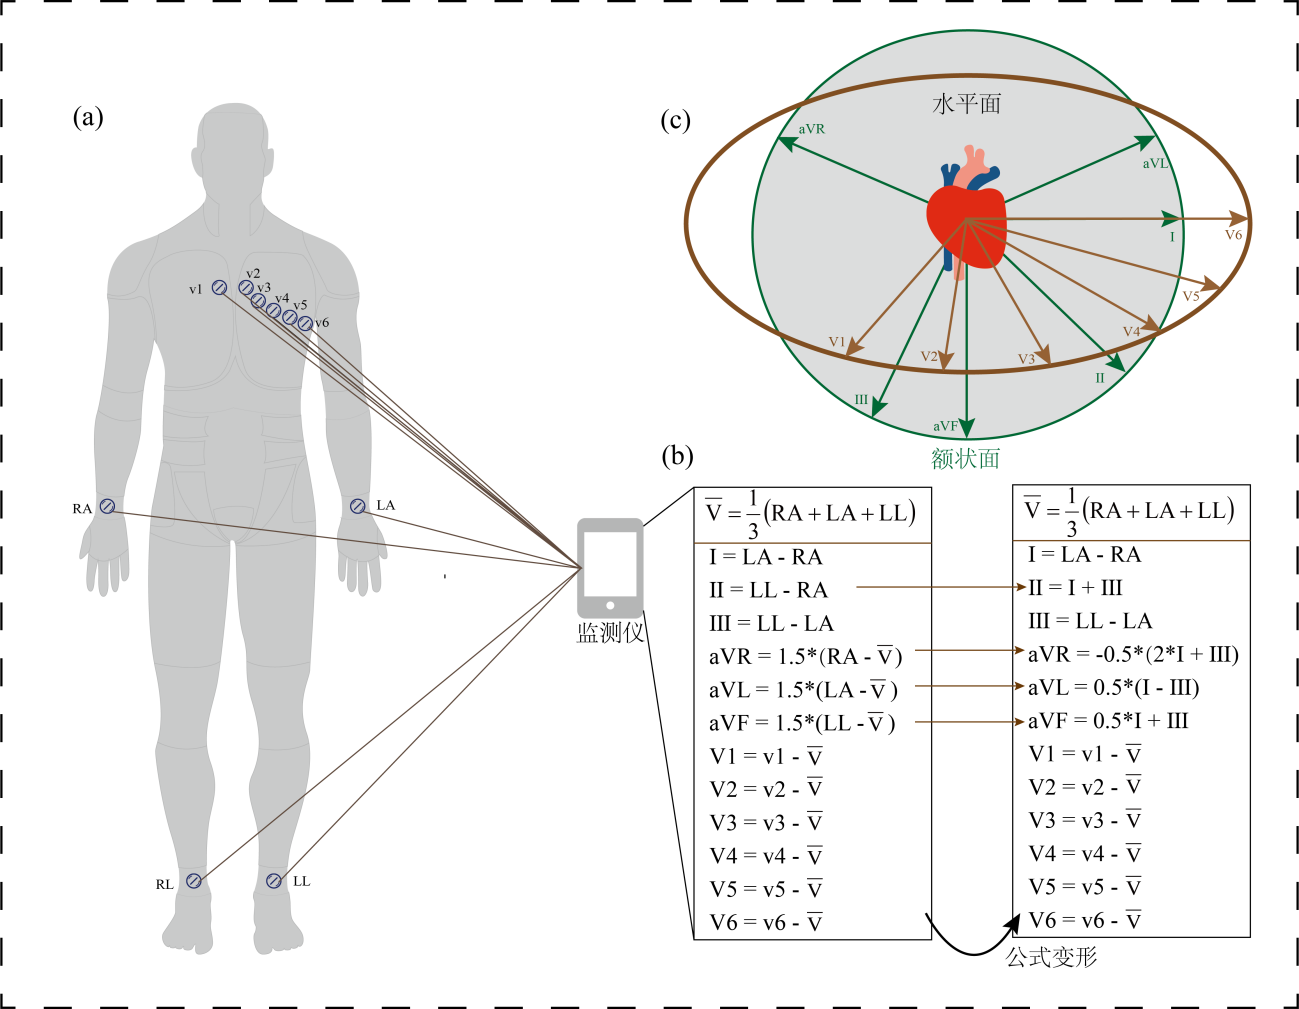 (a)
v1
v2
v3
v4
v5
v6
RA
LA
RL
LL
监测仪
(c)
水平面
aVR
aVL
I
V6
V5
V4
V1
V2
V3
II
III
aVF
额状面
(b)
V̅ = 1/3 (RA + LA + LL)
I = LA - RA
II = LL - RA
III = LL - LA
aVR = 1.5*(RA - V̅)
aVL = 1.5*(LA - V̅)
aVF = 1.5*(LL - V̅)
V1 = v1 - V̅
V2 = v2 - V̅
V3 = v3 - V̅
V4 = v4 - V̅
V5 = v5 - V̅
V6 = v6 - V̅
V̅ = 1/3 (RA + LA + LL)
I = LA - RA
II = I + III
III = LL - LA
aVR = -0.5*(2*I + III)
aVL = 0.5*(I - III)
aVF = 0.5*I + III
V1 = v1 - V̅
V2 = v2 - V̅
V3 = v3 - V̅
V4 = v4 - V̅
V5 = v5 - V̅
V6 = v6 - V̅
公式变形